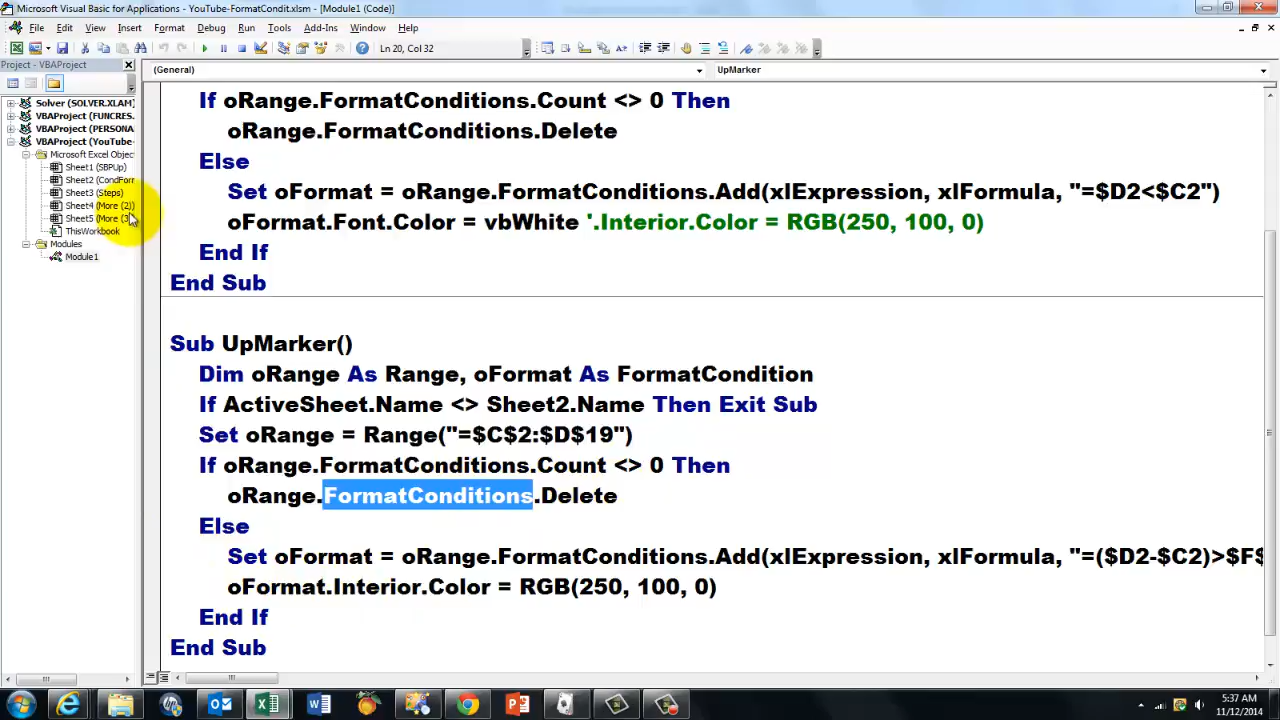 Microsoft Visual Basic for Applications - YouTube-FormatCondit.xlsm - [Module1 (Code)]
File Edit View Insert Format Debug Run Tools Add-Ins Window Help
Ln 20, Col 32
Project - VBAProject
(General) UpMarker
Solver (SOLVER.XLAM)
VBAProject (FUNCRES.
VBAProject (PERSONA
VBAProject (YouTube-
Microsoft Excel Object
Sheet1 (SBPUp)
Sheet2 (CondForm
Sheet3 (Steps)
Sheet4 (More (2))
Sheet5 (More (3)
ThisWorkbook
Modules
Module1
If oRange.FormatConditions.Count <> 0 Then
oRange.FormatConditions.Delete
Else
Set oFormat = oRange.FormatConditions.Add(xlExpression, xlFormula, "=$D2<$C2")
oFormat.Font.Color = vbWhite '.Interior.Color = RGB(250, 100, 0)
End If
End Sub
Sub UpMarker()
Dim oRange As Range, oFormat As FormatCondition
If ActiveSheet.Name <> Sheet2.Name Then Exit Sub
Set oRange = Range("=$C$2:$D$19")
If oRange.FormatConditions.Count <> 0 Then
oRange.FormatConditions.Delete
Else
Set oFormat = oRange.FormatConditions.Add(xlExpression, xlFormula, "=($D2-$C2)>$F$
oFormat.Interior.Color = RGB(250, 100, 0)
End If
End Sub
5:37 AM
11/12/2014